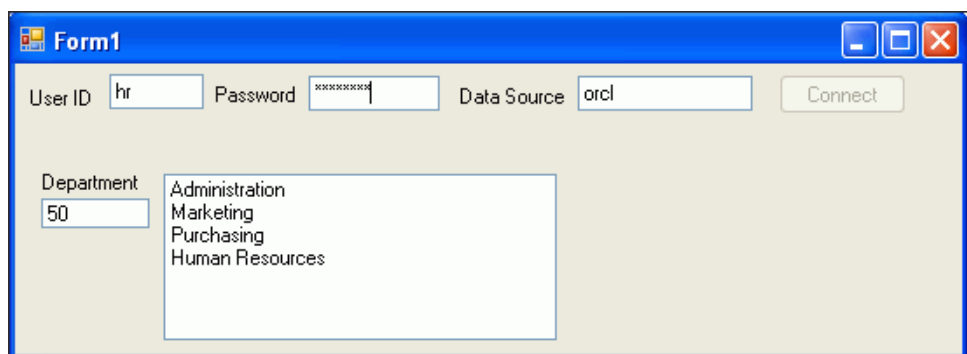 Form1
User ID hr Password ******** Data Source orcl Connect
Department
50
Administration
Marketing
Purchasing
Human Resources